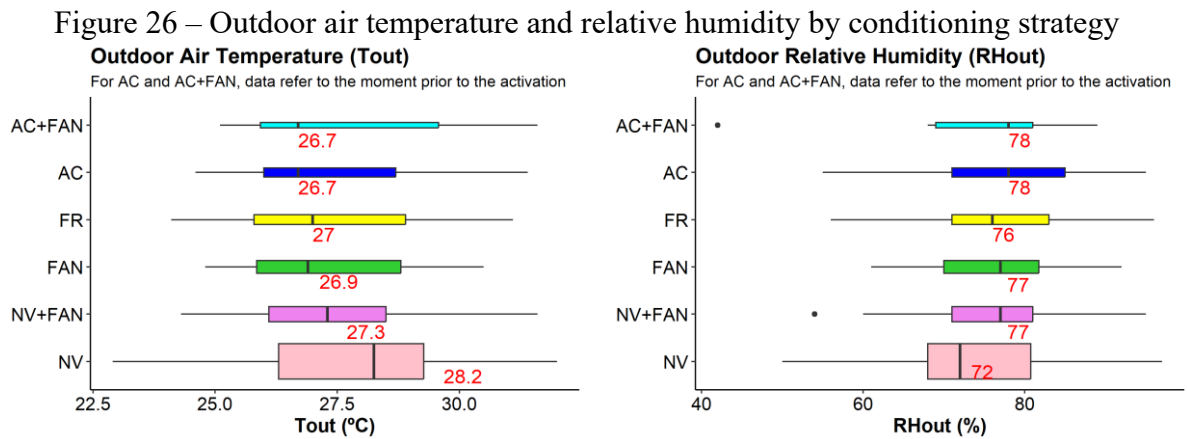 Figure 26 – Outdoor air temperature and relative humidity by conditioning strategy
Outdoor Air Temperature (Tout)
For AC and AC+FAN, data refer to the moment prior to the activation
AC+FAN
26.7
AC
26.7
FR
27
FAN
26.9
NV+FAN
27.3
NV
28.2
22.5 25.0 27.5 30.0
Tout (ºC)
Outdoor Relative Humidity (RHout)
For AC and AC+FAN, data refer to the moment prior to the activation
AC+FAN
78
AC
78
FR
76
FAN
77
NV+FAN
77
NV
72
40 60 80
RHout (%)